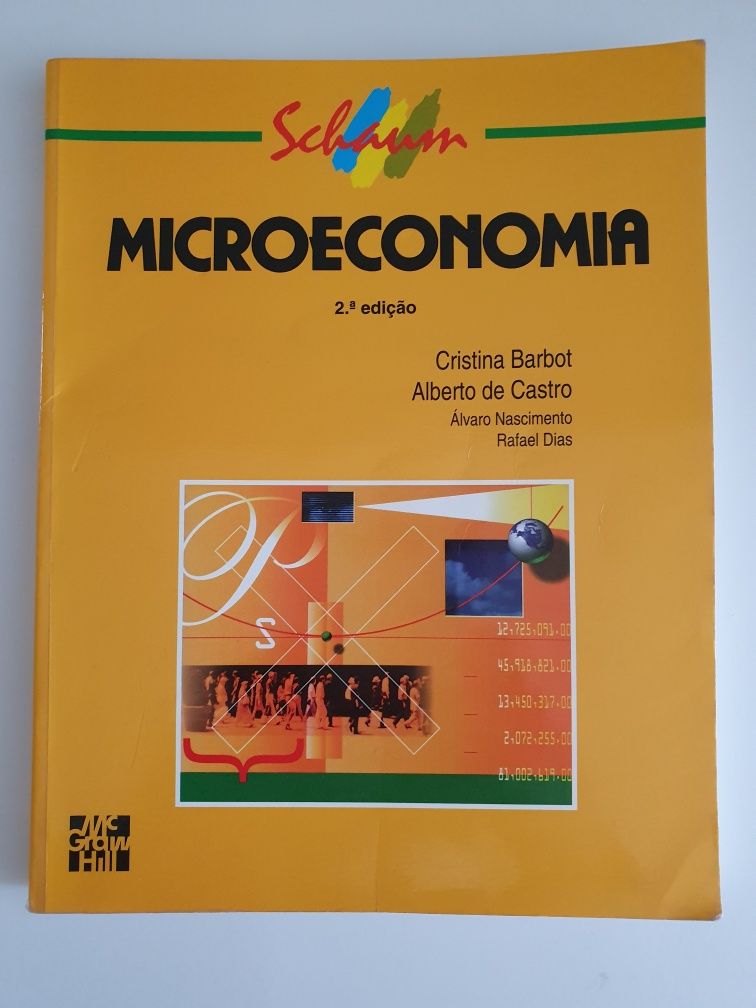 Schaum
MICROECONOMIA
2.ª edição
Cristina Barbot
Alberto de Castro
Álvaro Nascimento
Rafael Dias
P
S
12,725,091.00
45,918,821.00
13,450,317.00
2,072,255.00
81,002,619.00
Mc
Graw
Hill